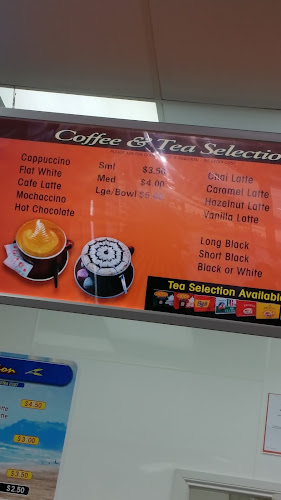 Coffee & Tea Selectio
Cappuccino
Flat White
Cafe Latte
Mochaccino
Hot Chocolate
Sml $3.50
Med $4.00
Lge/Bowl
Chai Latte
Caramel Latte
Hazelnut Latte
Vanilla Latte
Long Black
Short Black
Black or White
Tea Selection Available
$4.50
$3.00
$3.50
$2.50